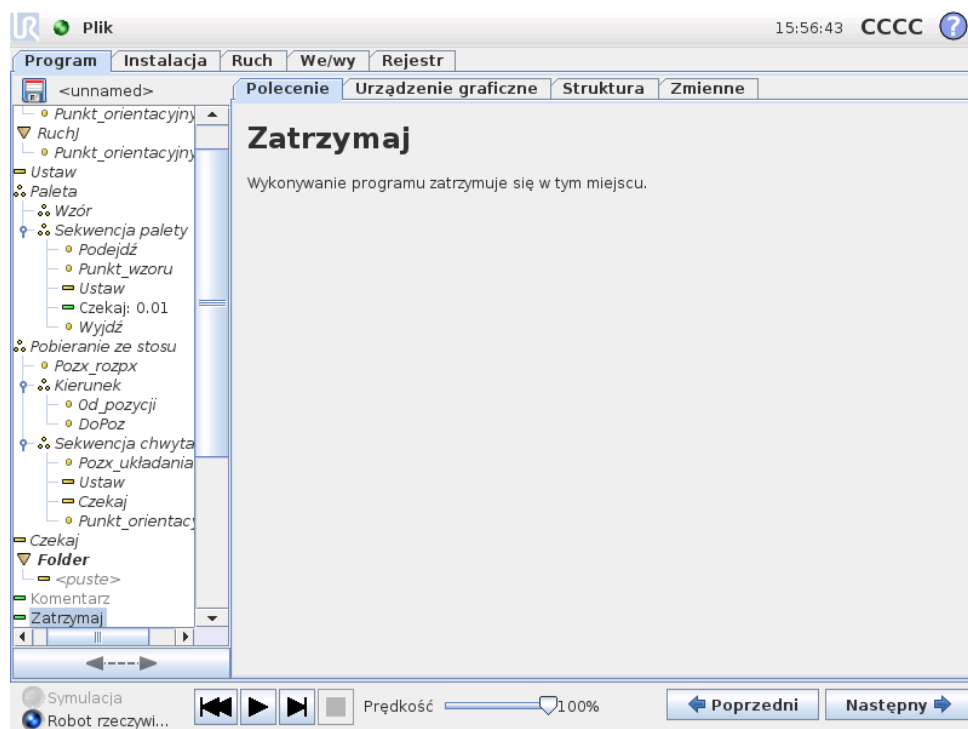 UR Plik 15:56:43 CCCC ?
Program Instalacja Ruch We/wy Rejestr
<unnamed> Polecenie Urządzenie graficzne Struktura Zmienne
Punkt_orientacyjny
RuchJ
Punkt_orientacyjny
Ustaw
Paleta
Wzór
Sekwencja palety
Podejdź
Punkt_wzoru
Ustaw
Czekaj: 0.01
Wyjdź
Pobieranie ze stosu
Pozx_rozpx
Kierunek
Od_pozycji
DoPoz
Sekwencja chwyta
Pozx_układania
Ustaw
Czekaj
Punkt_orientacy
Czekaj
Folder
<puste>
Komentarz
Zatrzymaj
Zatrzymaj
Wykonywanie programu zatrzymuje się w tym miejscu.
Symulacja
Robot rzeczywi...
Prędkość 100%
Poprzedni Następny